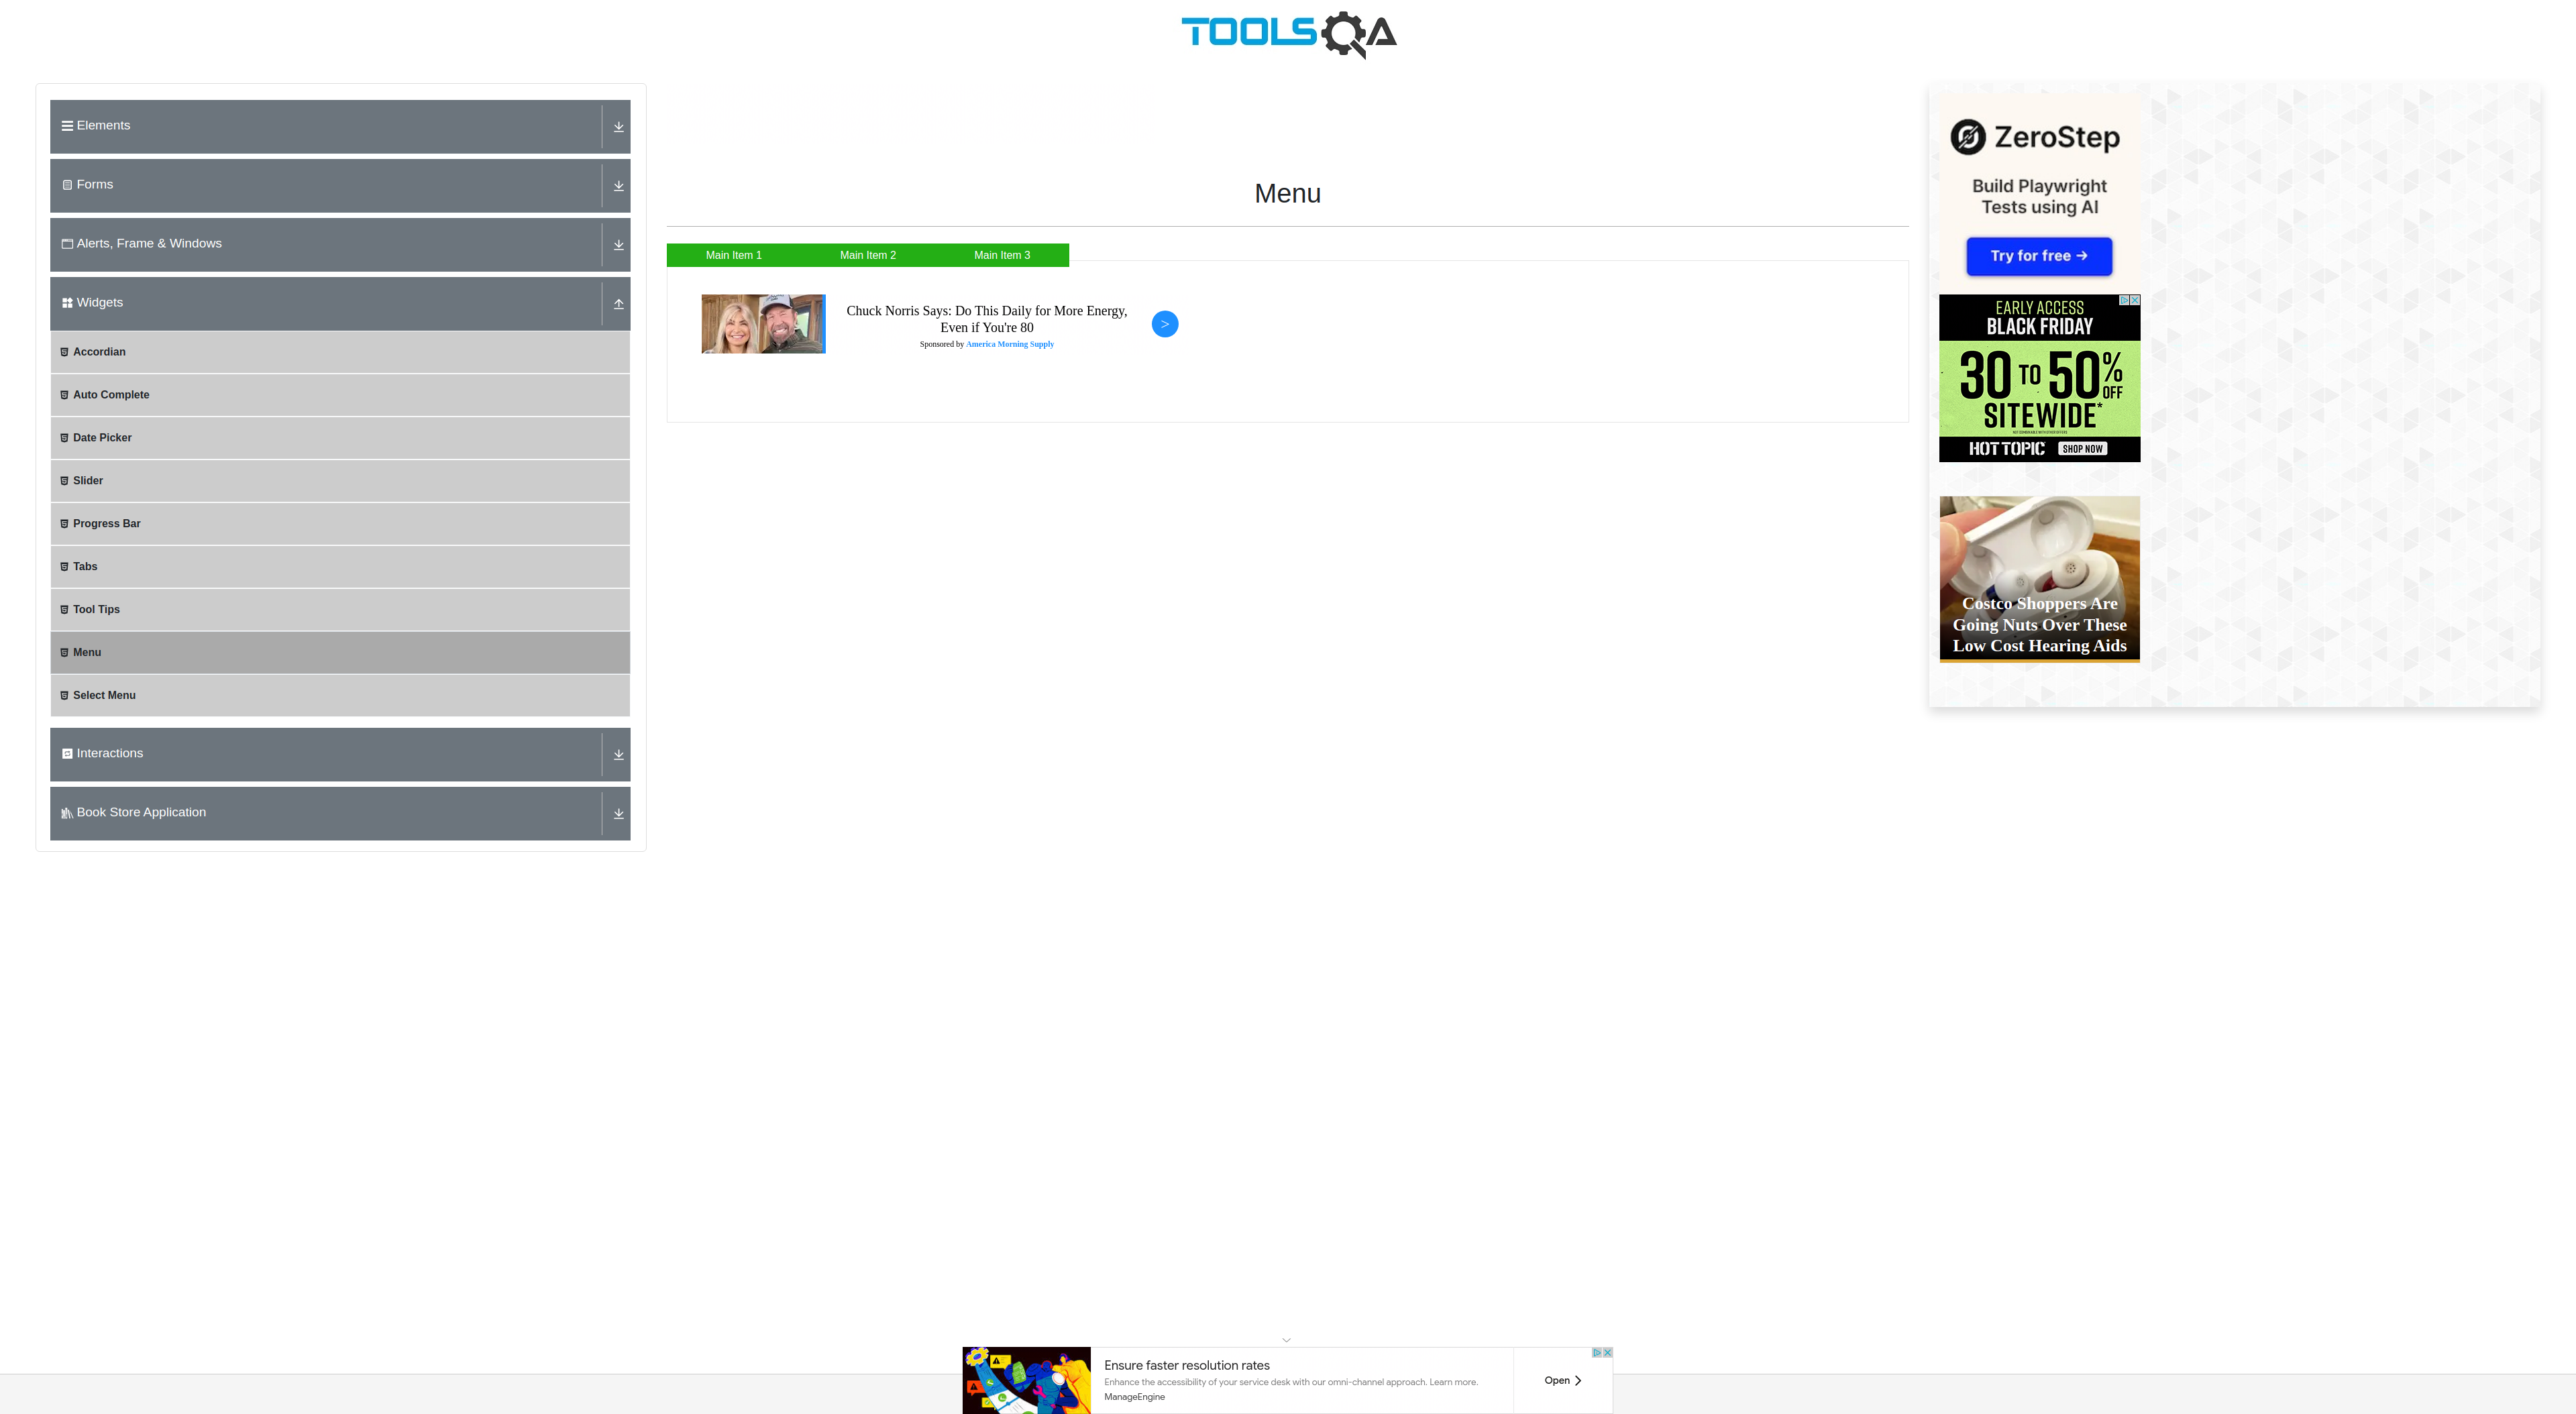 TOOLSQA
Elements
Forms
Alerts, Frame & Windows
Widgets
Accordian
Auto Complete
Date Picker
Slider
Progress Bar
Tabs
Tool Tips
Menu
Select Menu
Interactions
Book Store Application
Menu
Main Item 1
Main Item 2
Main Item 3
Chuck Norris Says: Do This Daily for More Energy,
Even if You're 80
Sponsored by America Morning Supply
>
ZeroStep
Build Playwright
Tests using AI
Try for free →
EARLY ACCESS
BLACK FRIDAY
30 TO 50% OFF
SITEWIDE*
HOT TOPIC
SHOP NOW
Costco Shoppers Are
Going Nuts Over These
Low Cost Hearing Aids
Ensure faster resolution rates
Enhance the accessibility of your service desk with our omni-channel approach. Learn more.
ManageEngine
Open